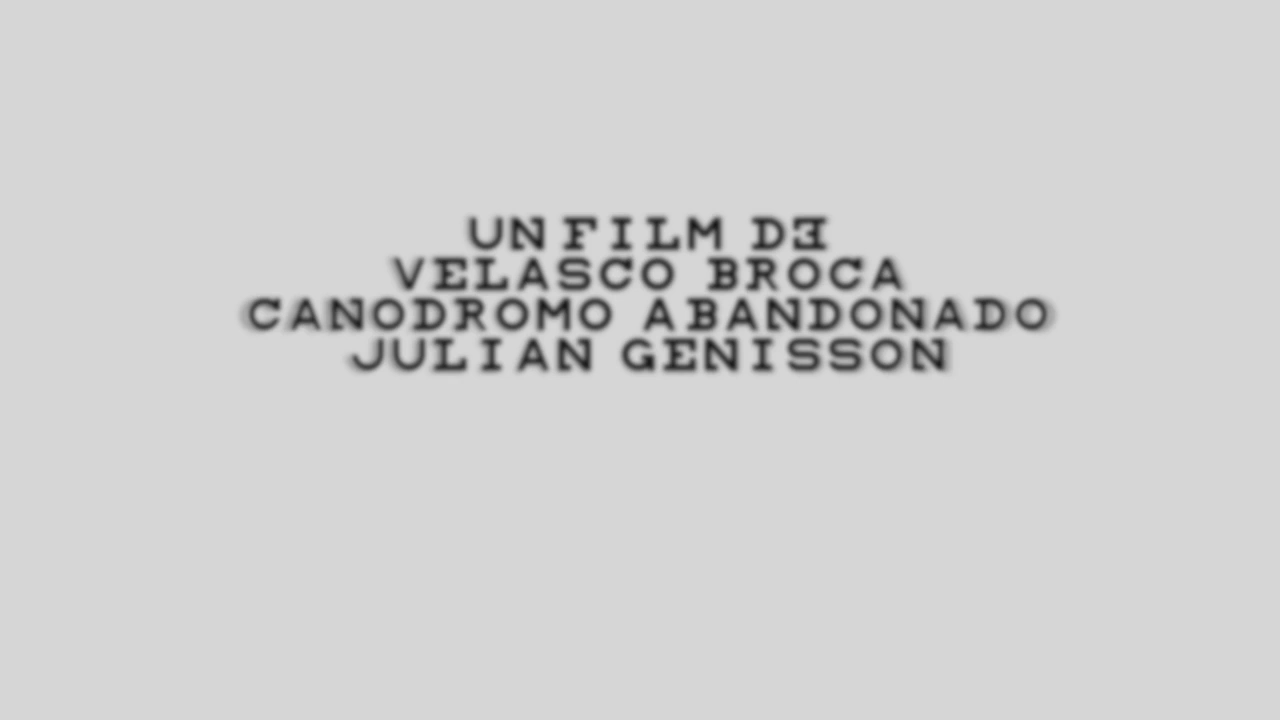 UN FILM DE
VELASCO BROCA
CANODROMO ABANDONADO
JULIAN GENISSON